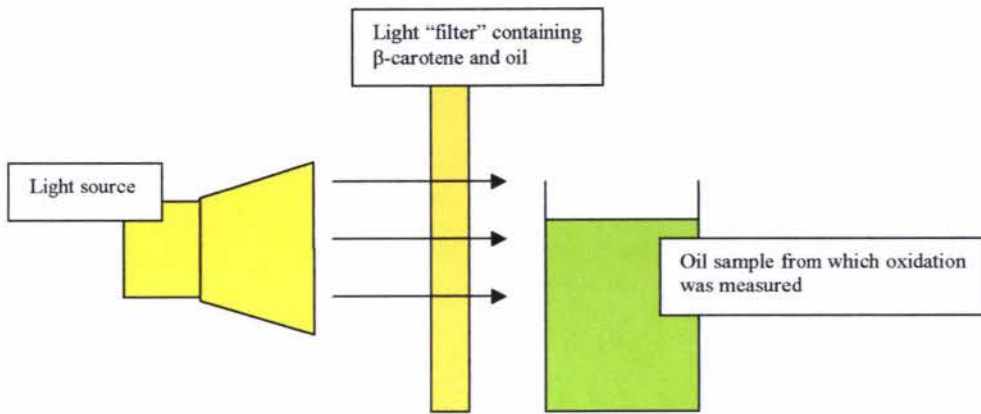 Light “filter” containing
β-carotene and oil
Light source
Oil sample from which oxidation
was measured